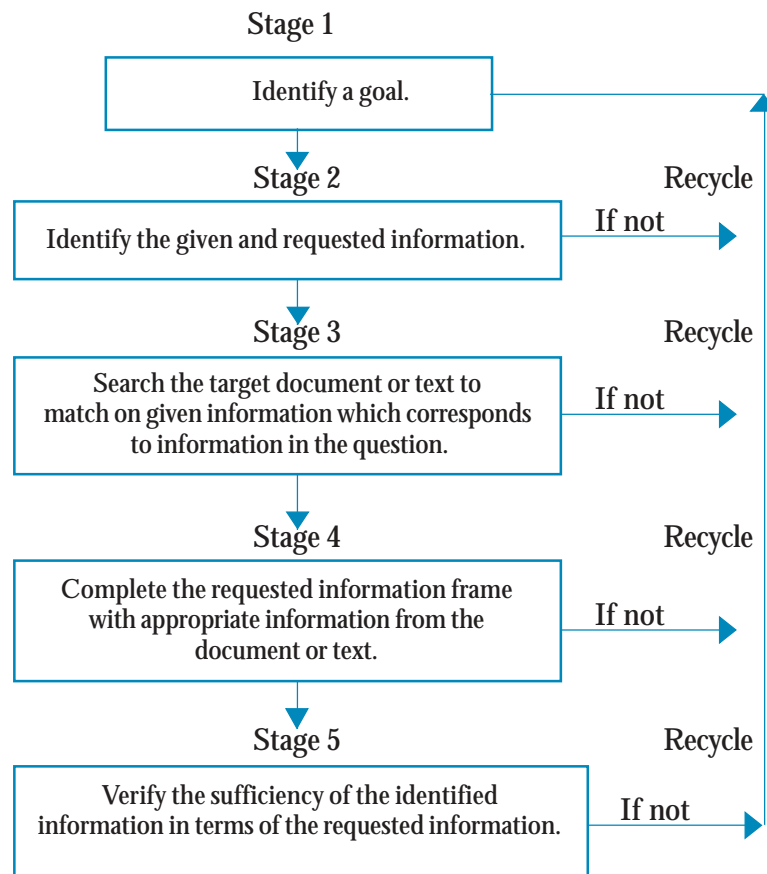 Stage 1
Identify a goal.
Stage 2
Recycle
Identify the given and requested information.
If not
Stage 3
Recycle
Search the target document or text to
match on given information which corresponds
to information in the question.
If not
Stage 4
Recycle
Complete the requested information frame
with appropriate information from the
document or text.
If not
Stage 5
Recycle
Verify the sufficiency of the identified
information in terms of the requested information.
If not